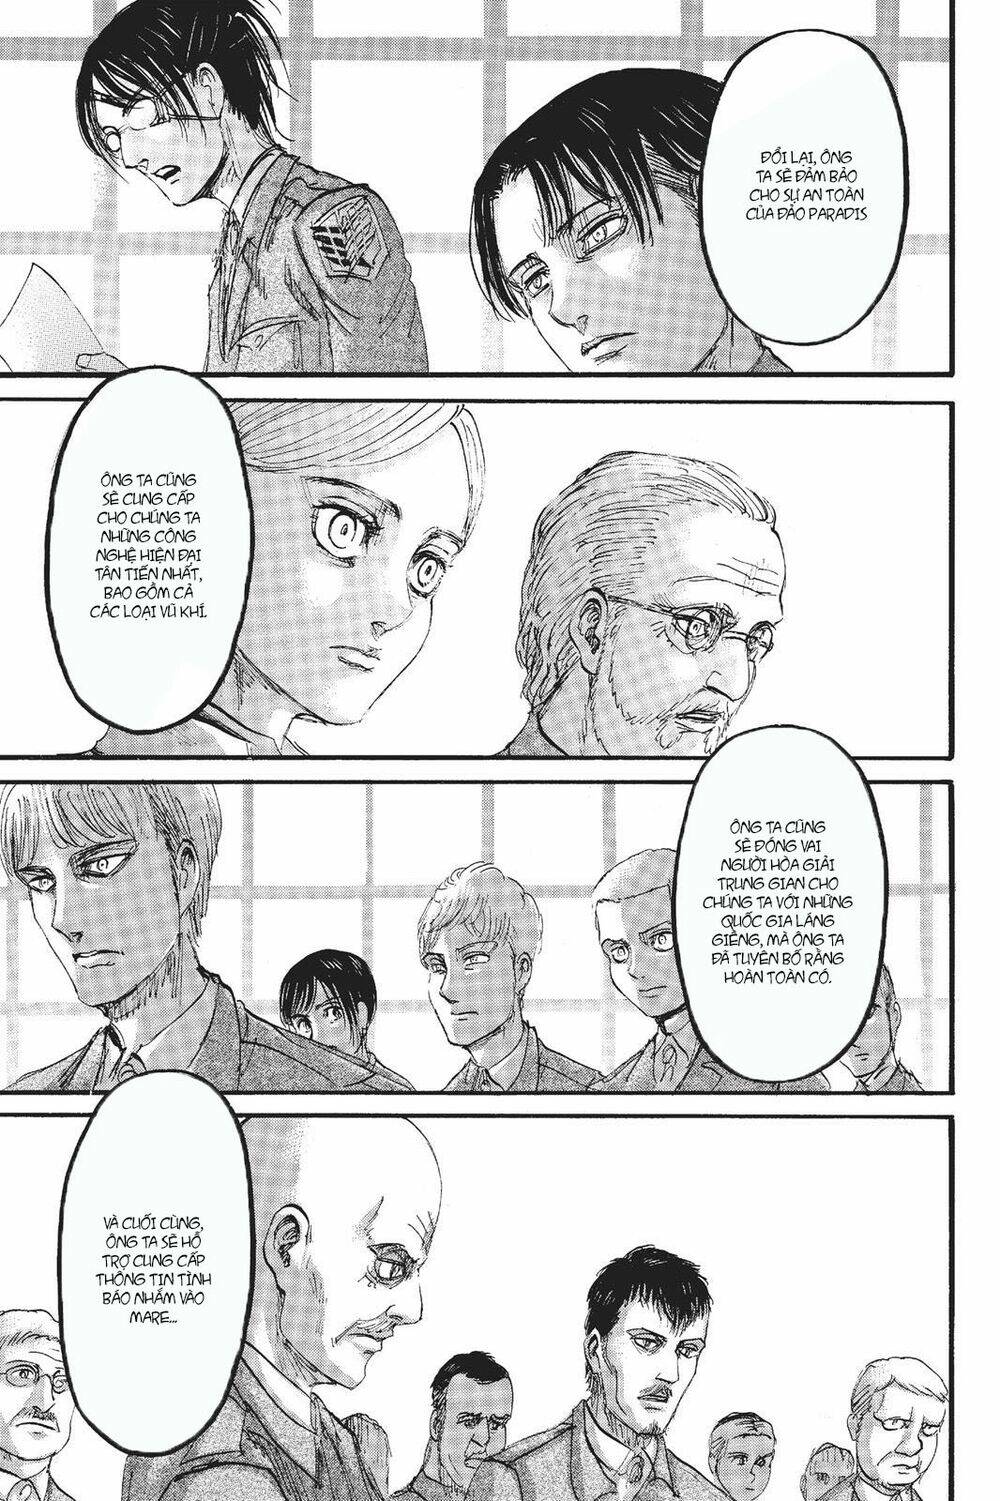 ĐỔI LẠI, ÔNG
TA SẼ ĐẢM BẢO
CHO SỰ AN TOÀN
CỦA ĐẢO PARADIS
ÔNG TA CŨNG
SẼ CUNG CẤP
CHO CHÚNG TA
NHỮNG CÔNG
NGHỆ HIỆN ĐẠI
TÂN TIẾN NHẤT,
BAO GỒM CẢ
CÁC LOẠI VŨ KHÍ.
ÔNG TA CŨNG
SẼ ĐÓNG VAI
NGƯỜI HÒA GIẢI
TRUNG GIAN CHO
CHÚNG TA VỚI NHỮNG
QUỐC GIA LÁNG
GIỀNG, MÀ ÔNG TA
ĐÃ TUYÊN BỐ RẰNG
HOÀN TOÀN CÓ.
VÀ CUỐI CÙNG,
ÔNG TA SẼ HỖ
TRỢ CUNG CẤP
THÔNG TIN TÌNH
BÁO NHẮM VÀO
MARE...